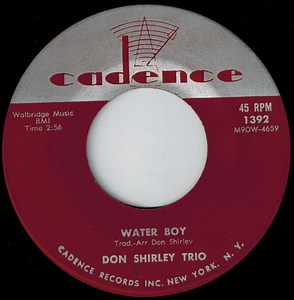 cadence
Walbridge Music
BMI
Time 2:56
45 RPM
1392
M9OW-4659
WATER BOY
Trad.-Arr Don Shirley
DON SHIRLEY TRIO
CADENCE RECORDS INC. NEW YORK, N. Y.